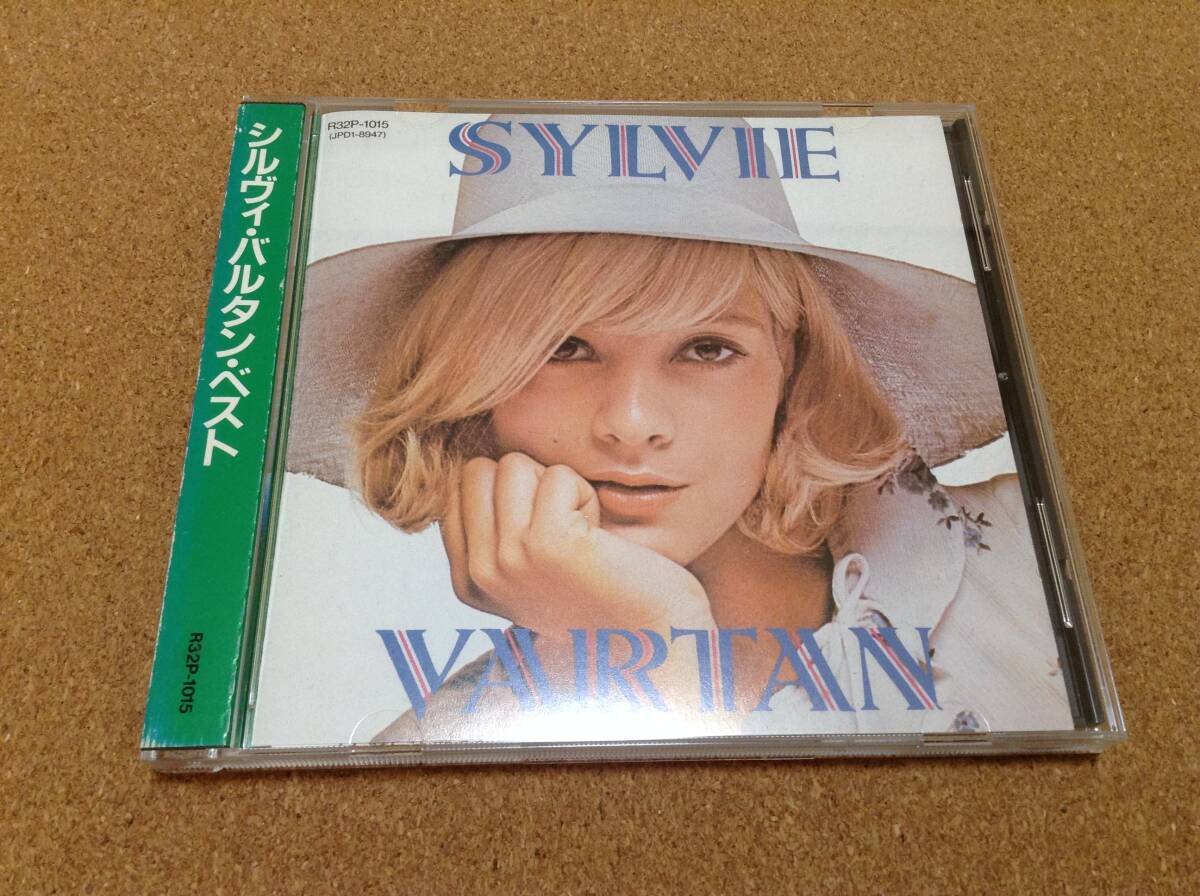 シルヴィ・バルタン・ベスト
R32P-1015
R32P-1015
(JPD1-8947)
SYLVIE
VARTAN